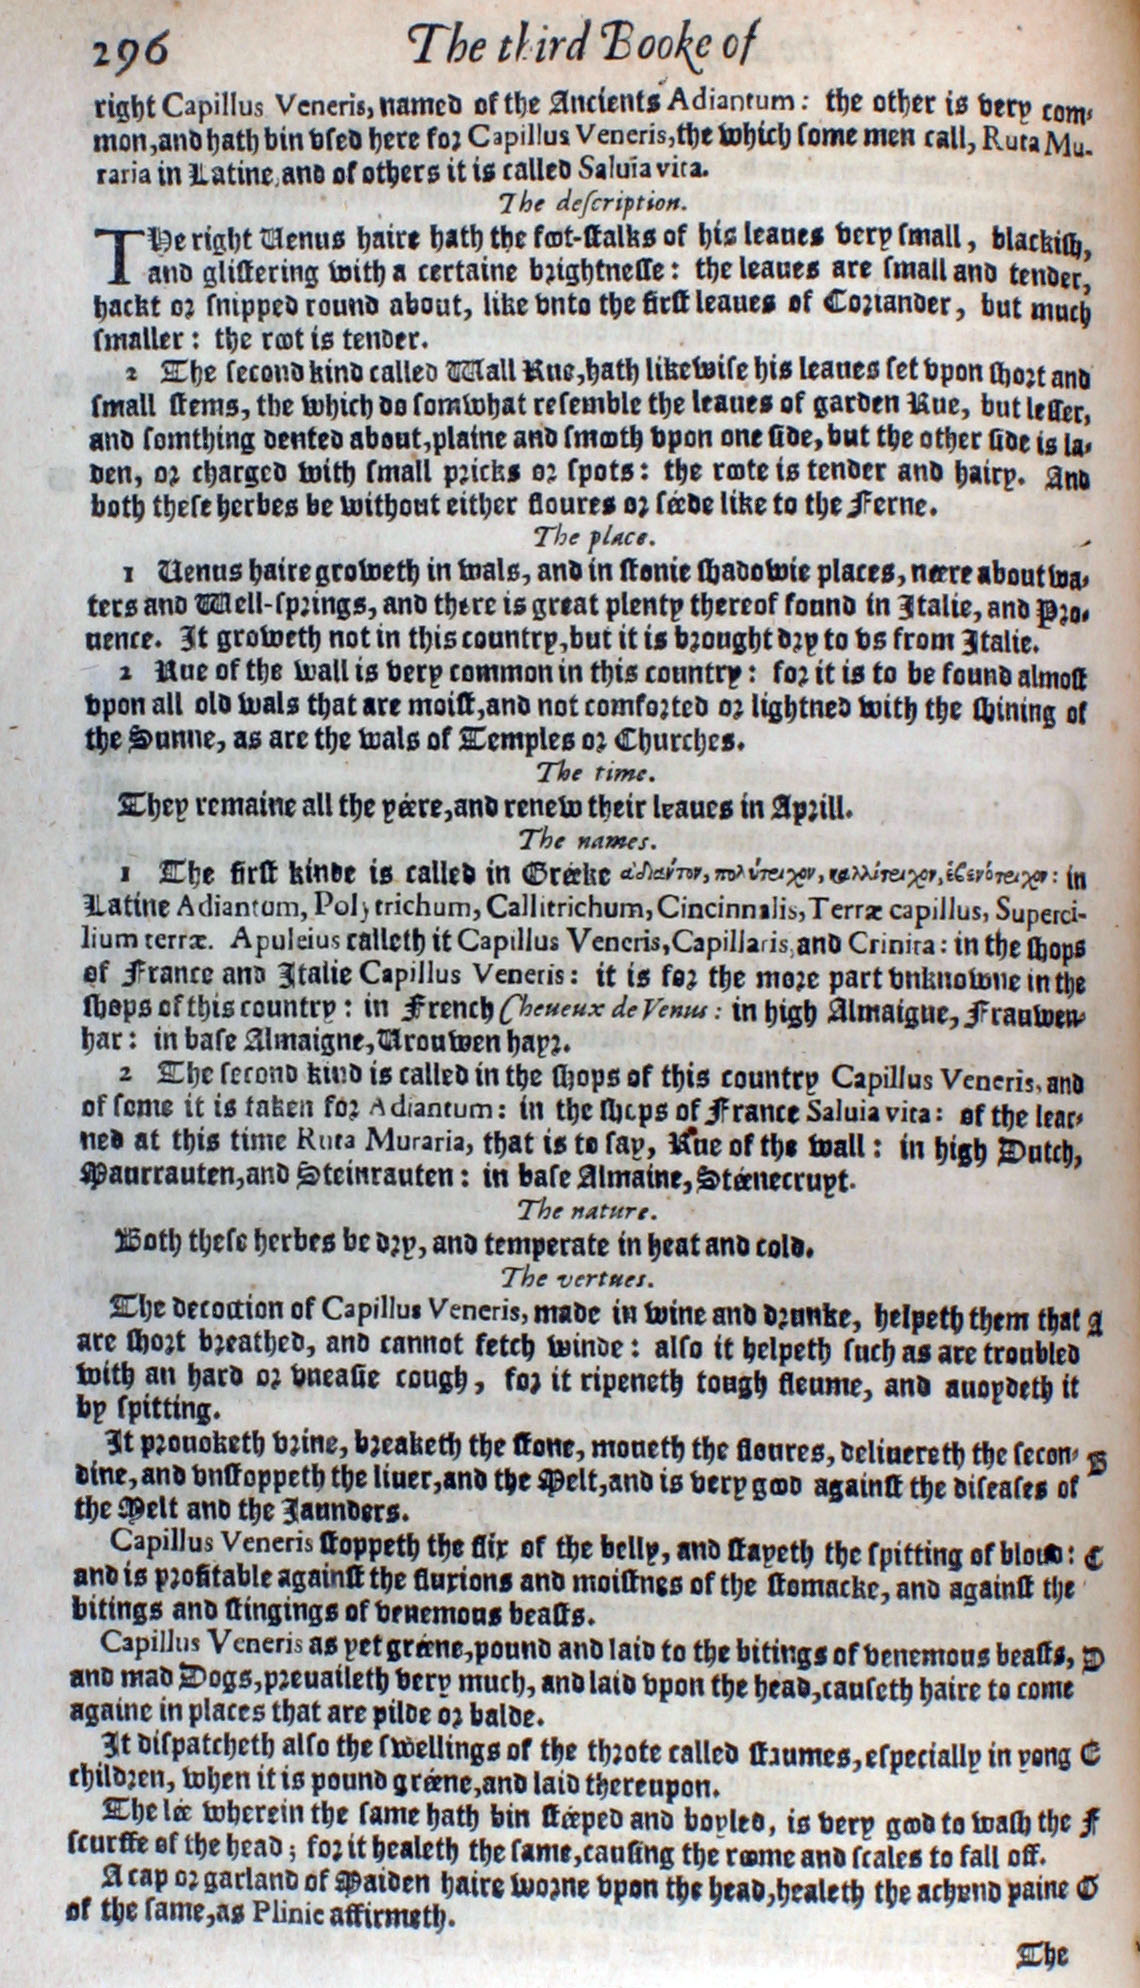 296 The third Booke of
right Capillus Veneris, named of the Ancients Adiantum: the other is very com-
mon, and hath bin vsed here for Capillus Veneris, the which some men call, Ruta Mu-
raria in Latine, and of others it is called Saluia vita.
The description.
THe right Venus haire hath the foot-stalks of his leaues very small, blackish,
and glistering with a certaine brightnesse: the leaues are small and tender,
hackt or snipped round about, like vnto the first leaues of Coriander, but much
smaller: the root is tender.
2 The second kind called Wall Rue, hath likewise his leaues set vpon short and
small stems, the which do somwhat resemble the leaues of garden Rue, but lesser,
and somthing dented about, plaine and smooth vpon one side, but the other side is la-
den, or charged with small pricks or spots: the roote is tender and hairy. And
both these herbes be without either floures or séede like to the Ferne.
The place.
1 Venus haire groweth in wals, and in stonie shadowie places, néere about wa-
ters and Well-springs, and there is great plenty thereof found in Italie, and Pro-
uence. It groweth not in this country, but it is brought dry to vs from Italie.
2 Rue of the wall is very common in this country: for it is to be found almost
vpon all old wals that are moist, and not comforted or lightned with the shining of
the Sunne, as are the wals of Temples or Churches.
The time.
They remaine all the yéere, and renew their leaues in Aprill.
The names.
1 The first kinde is called in Gréeke ἀδιαντον, πολύτριχον, καλλίτριχον, ἐβενότριχον: in
Latine Adiantum, Polytrichum, Callitrichum, Cincinnalis, Terræ capillus, Superci-
lium terræ. Apuleius calleth it Capillus Veneris, Capillaris, and Crinita: in the shops
of France and Italie Capillus Veneris: it is for the more part vnknowne in the
shops of this country: in French Cheueux de Venus: in high Almaigne, Frauwen-
har: in base Almaigne, Vrouwen hayr.
2 The second kind is called in the shops of this country Capillus Veneris, and
of some it is taken for Adiantum: in the shops of France Saluia vita: of the lear-
ned at this time Ruta Muraria, that is to say, Rue of the wall: in high Dutch,
Maurrauten, and Steinrauten: in base Almaine, Stéenecruyt.
The nature.
Both these herbes be dry, and temperate in heat and cold.
The vertues.
The decoction of Capillus Veneris, made in wine and drunke, helpeth them that A
are short breathed, and cannot fetch winde: also it helpeth such as are troubled
with an hard or vneasie cough, for it ripeneth tough fleume, and auoydeth it
by spitting.
It prouoketh vrine, breaketh the stone, moueth the floures, deliuereth the secon- B
dine, and vnstoppeth the liuer, and the Melt, and is very good against the diseases of
the Melt and the Jaunders.
Capillus Veneris stoppeth the flix of the belly, and stayeth the spitting of bloud: C
and is profitable against the fluxions and moistnes of the stomacke, and against the
bitings and stingings of venemous beasts.
Capillus Veneris as yet gréene, pound and laid to the bitings of venemous beasts, D
and mad Dogs, preuaileth very much, and laid vpon the head, causeth haire to come
againe in places that are pilde or balde.
It dispatcheth also the swellings of the throte called strumes, especially in yong E
children, when it is pound gréene, and laid thereupon.
The lée wherein the same hath bin stéeped and boyled, is very good to wash the F
scurffe of the head; for it healeth the same, causing the roome and scales to fall off.
A cap or garland of Maiden haire worne vpon the head, healeth the ach and paine G
of the same, as Plinie affirmeth.
The